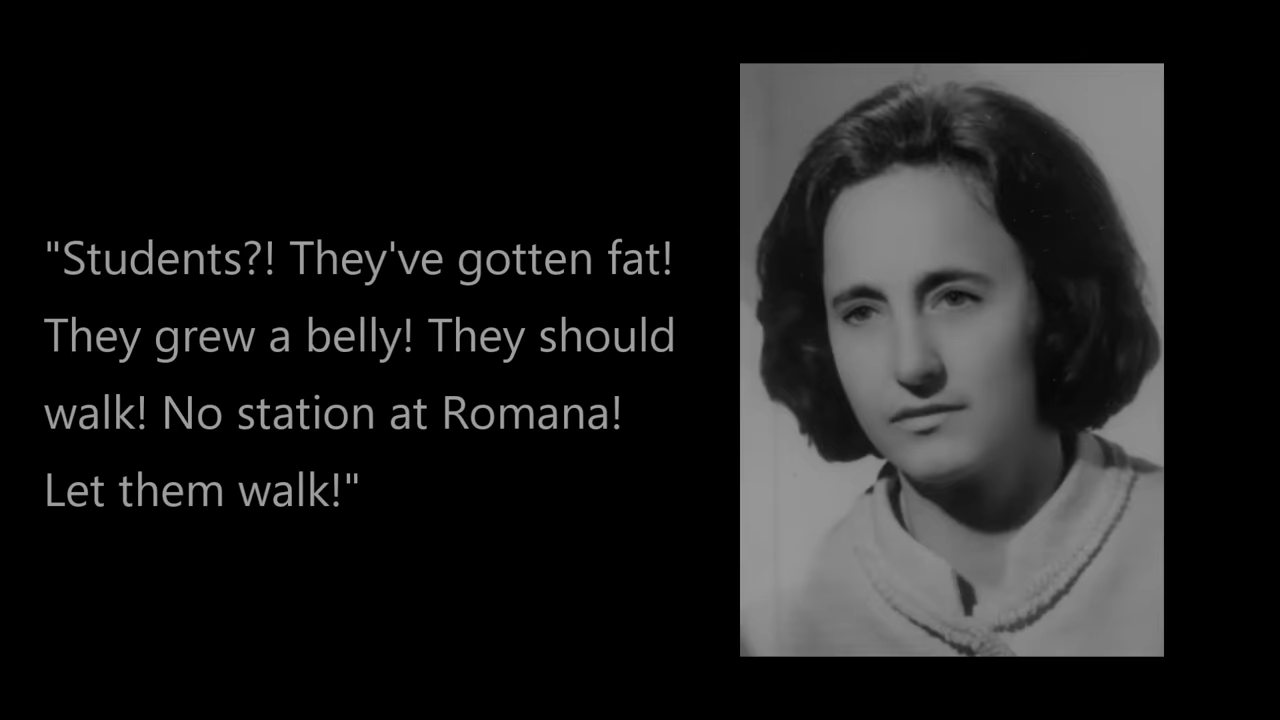 "Students?! They've gotten fat!
They grew a belly! They should
walk! No station at Romana!
Let them walk!"